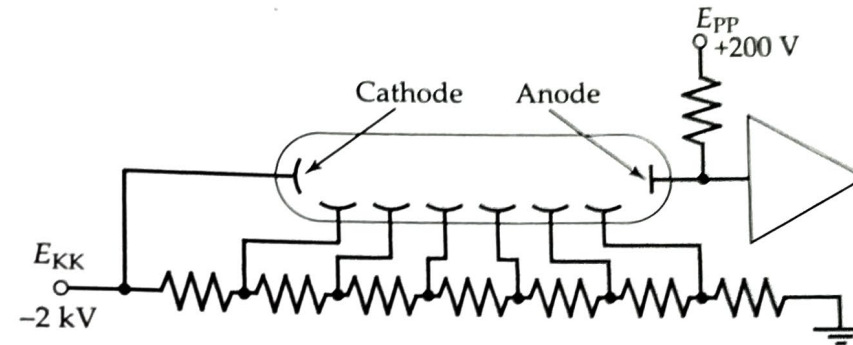 E_PP
+200 V
Cathode
Anode
E_KK
−2 kV